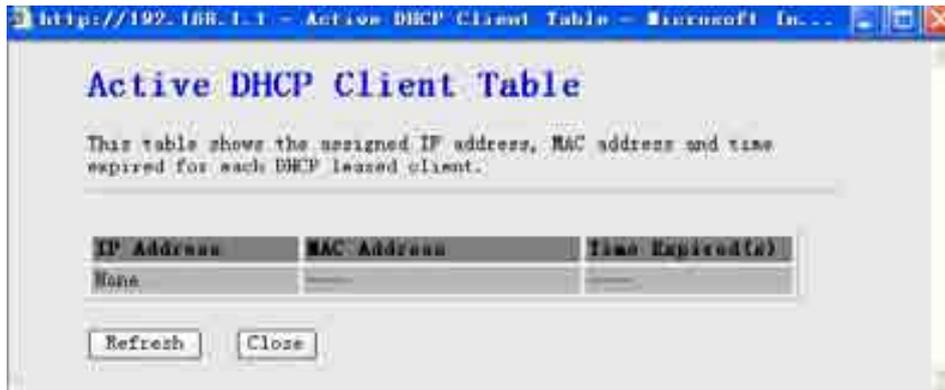 http://192.168.1.1 - Active DHCP Client Table - Microsoft In...
Active DHCP Client Table
This table shows the assigned IP address, MAC address and time
expired for each DHCP leased client.
IP Address MAC Address Time Expired(s)
None ----- -----
Refresh Close